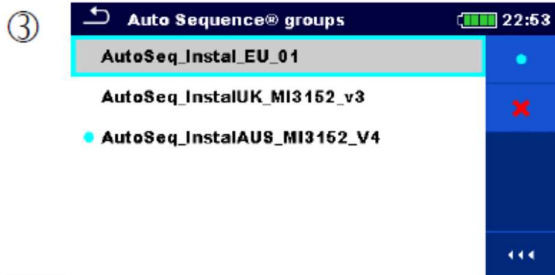 ③
Auto Sequence® groups 22:53
AutoSeq_Instal_EU_01
AutoSeq_InstalUK_MI3152_v3
AutoSeq_InstalAUS_MI3152_V4